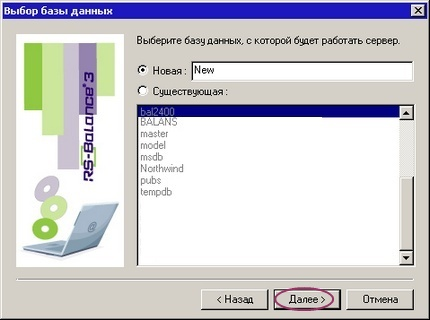 Выбор базы данных
Выберите базу данных, с которой будет работать сервер.
Новая : New
Существующая :
bal2400
BALANS
master
model
msdb
Northwind
pubs
tempdb
RS-Balance 3
< Назад
Далее >
Отмена